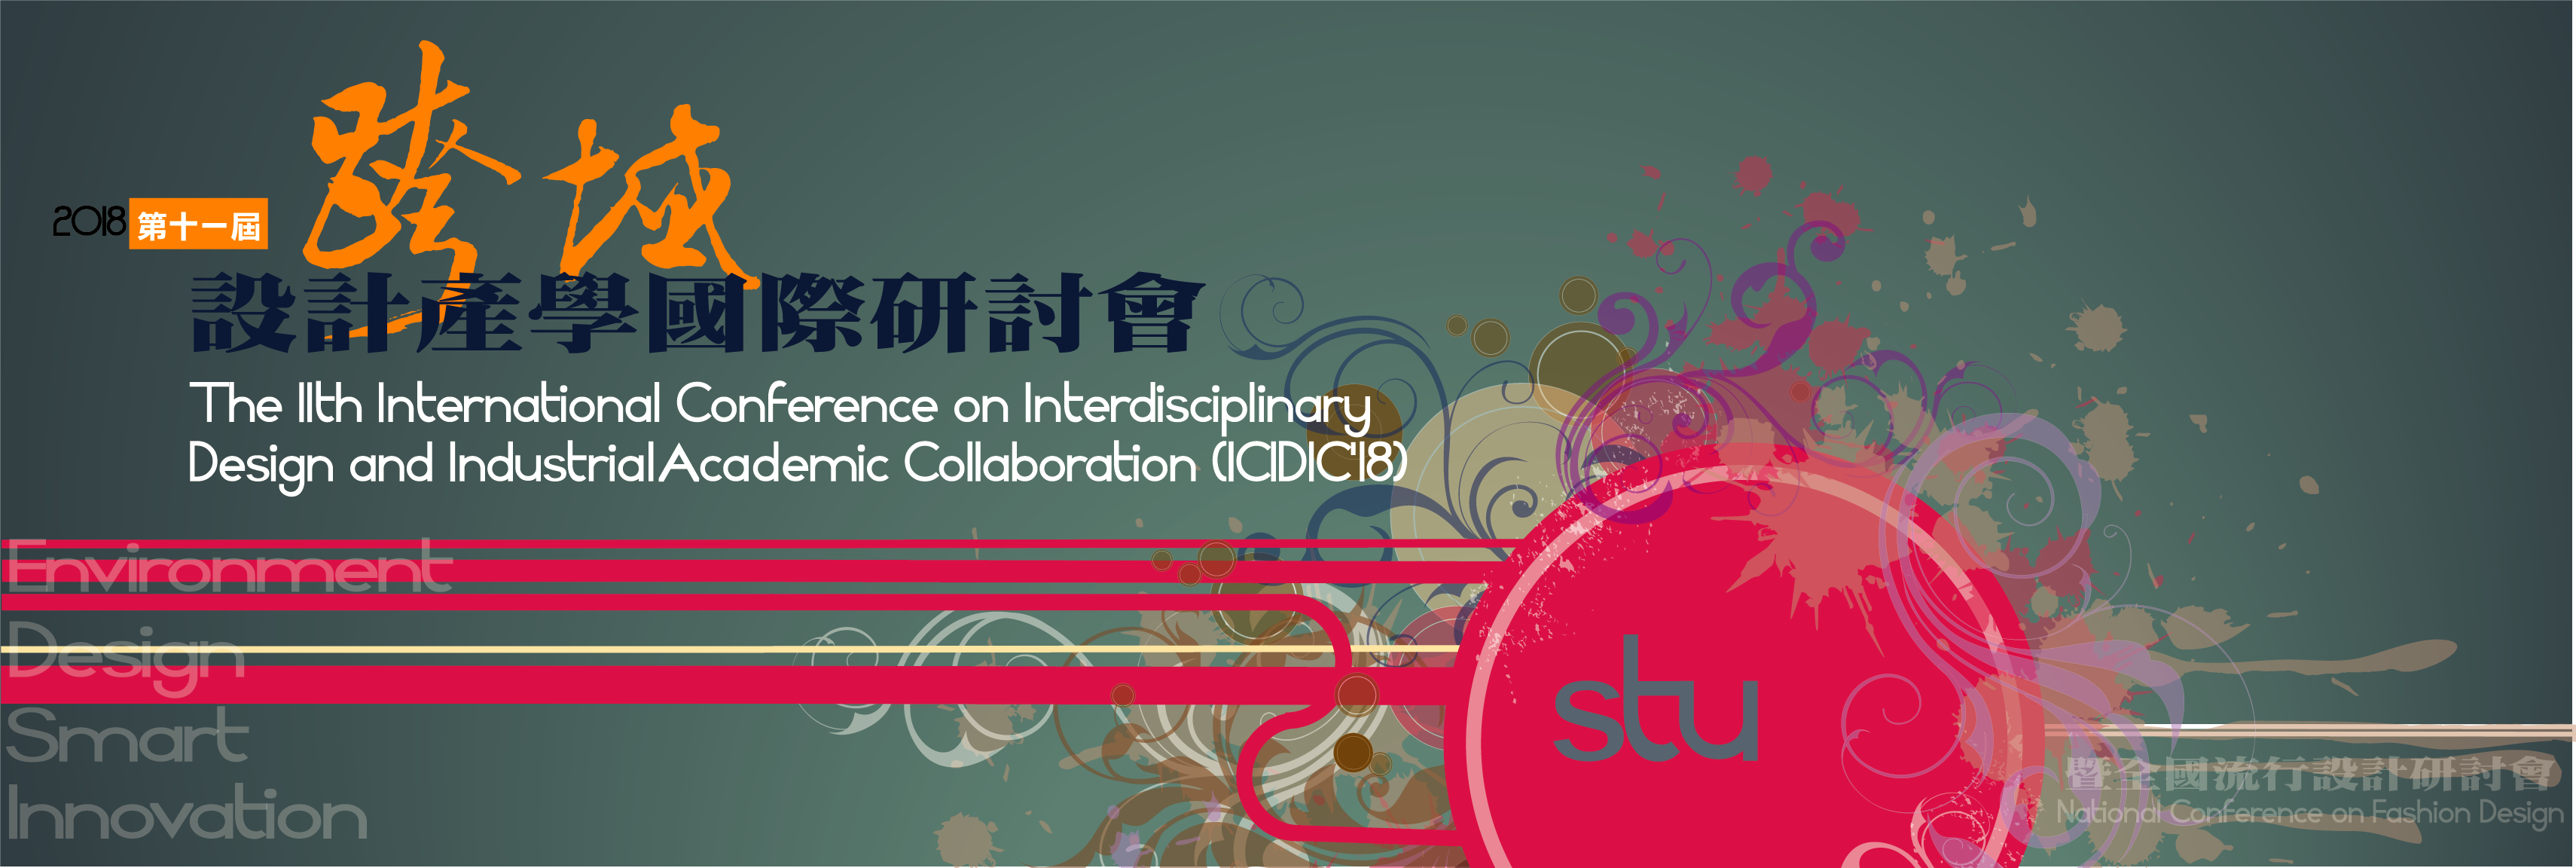 跨域
2018 第十一屆
設計產學國際研討會
The 11th International Conference on Interdisciplinary
Design and Industrial Academic Collaboration (ICIDIC'18)
Environment
Design
Smart
Innovation
stu
暨全國流行設計研討會
National Conference on Fashion Design